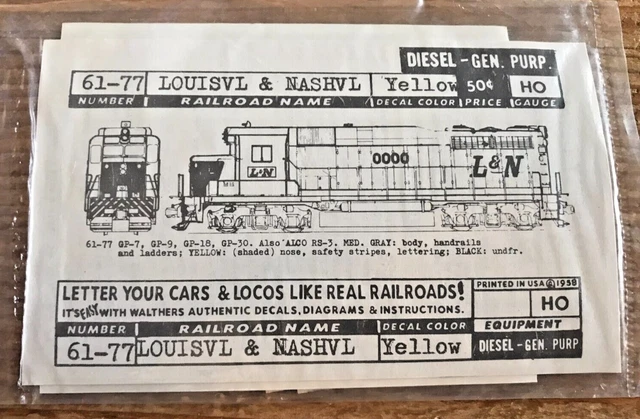 DIESEL - GEN. PURP.
61-77 LOUISVL & NASHVL Yellow 50¢ HO
NUMBER RAILROAD NAME DECAL COLOR PRICE GAUGE
0000
L&N
L&N
61-77 GP-7, GP-9, GP-18, GP-30. Also ALCO RS-3. MED. GRAY: body, handrails
and ladders; YELLOW: (shaded) nose, safety stripes, lettering; BLACK: undfr.
LETTER YOUR CARS & LOCOS LIKE REAL RAILROADS!
IT'S EASY WITH WALTHERS AUTHENTIC DECALS, DIAGRAMS & INSTRUCTIONS.
PRINTED IN USA © 1958
HO
NUMBER RAILROAD NAME DECAL COLOR EQUIPMENT
61-77 LOUISVL & NASHVL Yellow DIESEL - GEN. PURP